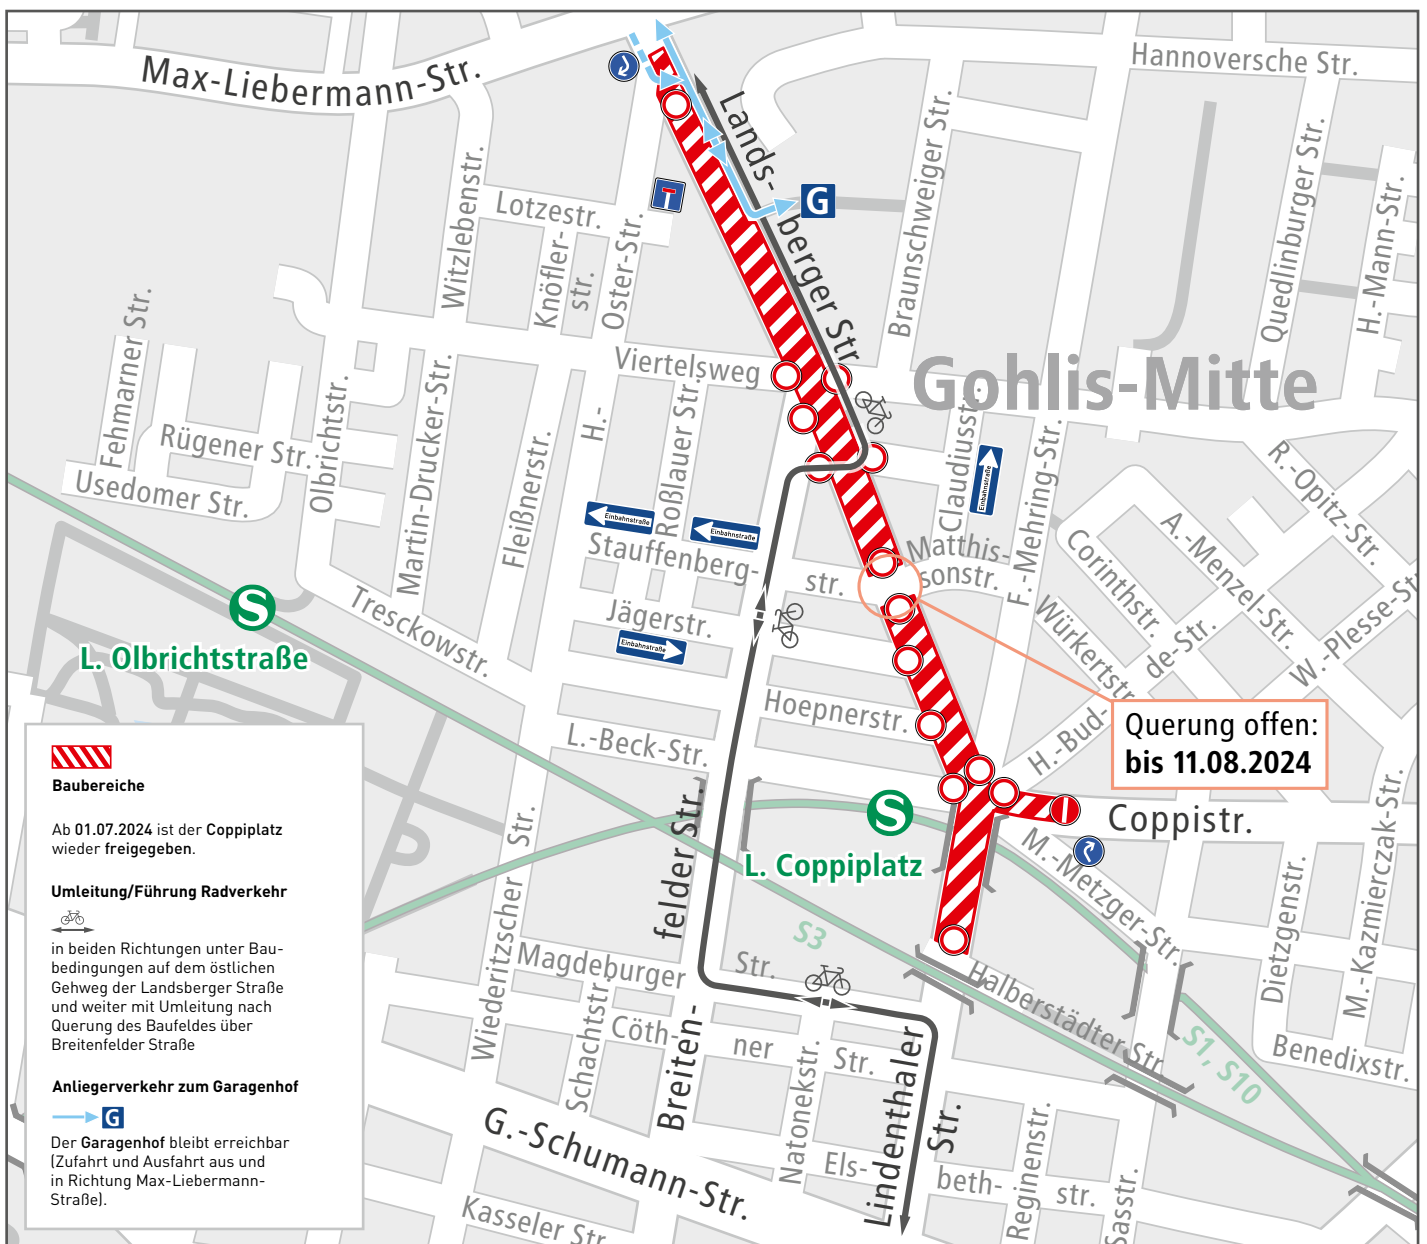 Max-Liebermann-Str.
Hannoversche Str.
Lands-
berger Str.
G
Braunschweiger Str.
Quedlinburger Str.
H.-Mann-Str.
Witzlebenstr.
Lotzestr.
Knöfler-
str.
Oster-Str.
H.-
Viertelsweg
Gohlis-Mitte
Fehmarner Str.
Rügener Str.
Usedomer Str.
Olbrichtstr.
Martin-Drucker-Str.
Fleißnerstr.
Roßlauer Str.
Claudiusstr.
F.-Mehring-Str.
R.-Opitz-Str.
A.-Menzel-Str.
W.-Plesse-Str
Corinthstr.
Würkertstr.
H.-Bud-
de-Str.
Einbahnstraße
Einbahnstraße
Einbahnstraße
Einbahnstraße
Stauffenberg-
str.
Matthis-
sonstr.
Jägerstr.
Tresckowstr.
S
L. Olbrichtstraße
Hoepnerstr.
L.-Beck-Str.
Querung offen:
bis 11.08.2024
Coppistr.
S
L. Coppiplatz
M.-Metzger-Str.
Dietzgenstr.
M.-Kazmierczak-Str.
Benedixstr.
S3
S1, S10
Halberstädter Str.
Wiederitzscher Str.
Magdeburger
Str.
Schachtstr.
Cöth-
ner
Str.
Breiten-
felder Str.
Natonekstr.
Lindenthaler
Str.
G.-Schumann-Str.
Els-
beth-
str.
Reginenstr.
Sasstr.
Kasseler Str.
Baubereiche
Ab 01.07.2024 ist der Coppiplatz
wieder freigegeben.
Umleitung/Führung Radverkehr
in beiden Richtungen unter Bau-
bedingungen auf dem östlichen
Gehweg der Landsberger Straße
und weiter mit Umleitung nach
Querung des Baufeldes über
Breitenfelder Straße
Anliegerverkehr zum Garagenhof
G
Der Garagenhof bleibt erreichbar
(Zufahrt und Ausfahrt aus und
in Richtung Max-Liebermann-
Straße).